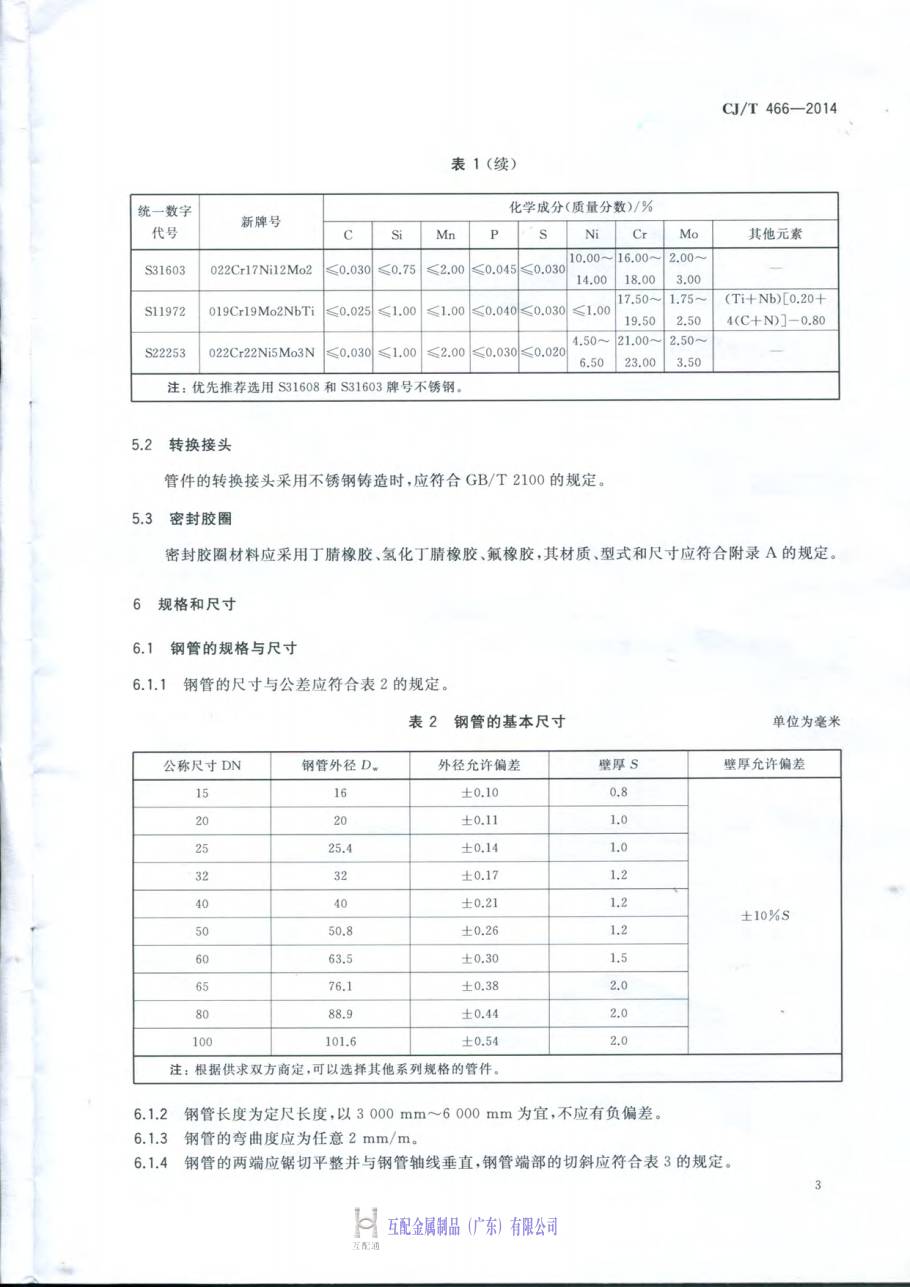 CJ/T 466—2014
表 1（续）
统一数字代号 新牌号 化学成分(质量分数)/%
C Si Mn P S Ni Cr Mo 其他元素
S31603 022Cr17Ni12Mo2 ≤0.030 ≤0.75 ≤2.00 ≤0.045 ≤0.030 10.00～14.00 16.00～18.00 2.00～3.00 —
S11972 019Cr19Mo2NbTi ≤0.025 ≤1.00 ≤1.00 ≤0.040 ≤0.030 ≤1.00 17.50～19.50 1.75～2.50 (Ti+Nb)[0.20+4(C+N)]—0.80
S22253 022Cr22Ni5Mo3N ≤0.030 ≤1.00 ≤2.00 ≤0.030 ≤0.020 4.50～6.50 21.00～23.00 2.50～3.50 —
注：优先推荐选用 S31608 和 S31603 牌号不锈钢。
5.2 转换接头
管件的转换接头采用不锈钢铸造时，应符合 GB/T 2100 的规定。
5.3 密封胶圈
密封胶圈材料应采用丁腈橡胶、氢化丁腈橡胶、氟橡胶，其材质、型式和尺寸应符合附录 A 的规定。
6 规格和尺寸
6.1 钢管的规格与尺寸
6.1.1 钢管的尺寸与公差应符合表 2 的规定。
表 2 钢管的基本尺寸 单位为毫米
公称尺寸 DN 钢管外径 Dw 外径允许偏差 壁厚 S 壁厚允许偏差
15 16 ±0.10 0.8
20 20 ±0.11 1.0
25 25.4 ±0.14 1.0
32 32 ±0.17 1.2
40 40 ±0.21 1.2
±10%S
50 50.8 ±0.26 1.2
60 63.5 ±0.30 1.5
65 76.1 ±0.38 2.0
80 88.9 ±0.44 2.0
100 101.6 ±0.54 2.0
注：根据供求双方商定，可以选择其他系列规格的管件。
6.1.2 钢管长度为定尺长度，以 3 000 mm～6 000 mm 为宜，不应有负偏差。
6.1.3 钢管的弯曲度应为任意 2 mm/m。
6.1.4 钢管的两端应锯切平整并与钢管轴线垂直，钢管端部的切斜应符合表 3 的规定。
3
互配金属制品（广东）有限公司
互配通